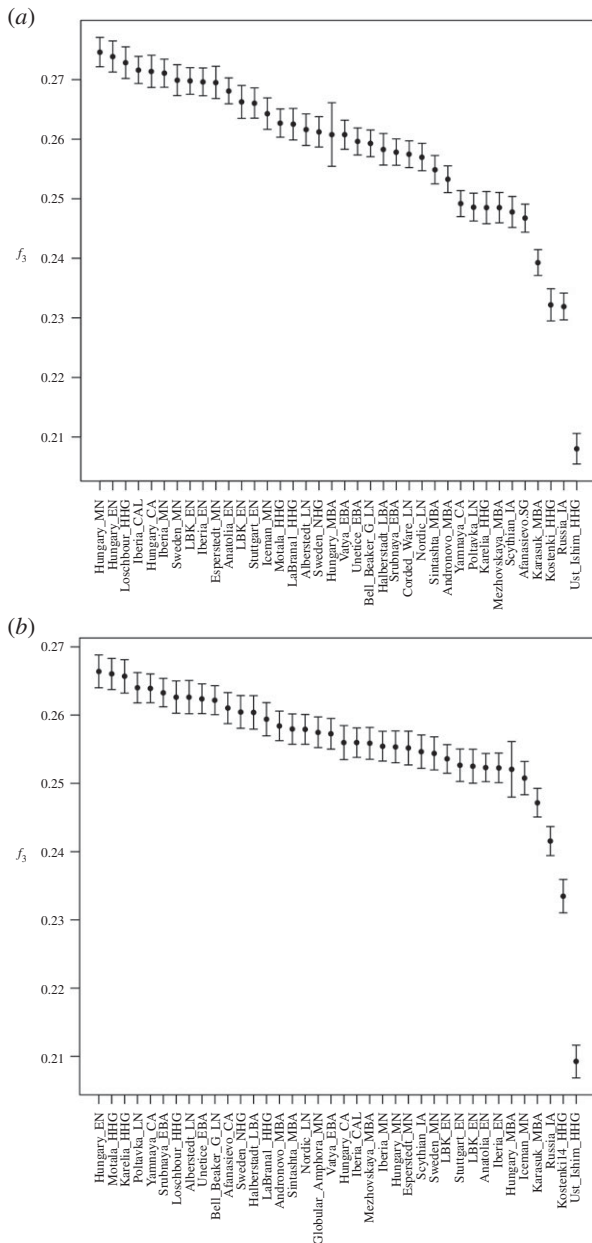 (a)
0.27
0.26
0.25
f3
0.24
0.23
0.22
0.21
Hungary_MN
Hungary_EN
Loschbour_HHG
Iberia_CAL
Hungary_CA
Iberia_MN
Sweden_MN
LBK_EN
Iberia_EN
Esperstedt_MN
Anatolia_EN
LBK_EN
Stuttgart_EN
Iceman_MN
Motala_HHG
LaBranal_HHG
Alberstedt_LN
Sweden_NHG
Hungary_MBA
Vatya_EBA
Unetice_EBA
Bell_Beaker_G_LN
Halberstadt_LBA
Srubnaya_EBA
Corded_Ware_LN
Nordic_LN
Sintashta_MBA
Andronovo_MBA
Yamnaya_CA
Poltavka_LN
Karelia_HHG
Mezhovskaya_MBA
Scythian_IA
Afanasievo.SG
Karasuk_MBA
Kostenki_HHG
Russia_IA
Ust_Ishim_HHG
(b)
0.27
0.26
0.25
f3
0.24
0.23
0.22
0.21
Hungary_EN
Motala_HHG
Karelia_HHG
Poltavka_LN
Yamnaya_CA
Srubnaya_EBA
Loschbour_HHG
Alberstedt_LN
Unetice_EBA
Bell_Beaker_G_LN
Afanasievo_CA
Sweden_NHG
Halberstadt_LBA
LaBranal_HHG
Andronovo_MBA
Sintashta_MBA
Nordic_LN
Globular_Amphora_MN
Vatya_EBA
Hungary_CA
Iberia_CAL
Mezhovskaya_MBA
Iberia_MN
Hungary_MN
Esperstedt_MN
Scythian_IA
Sweden_MN
LBK_EN
Stuttgart_EN
LBK_EN
Anatolia_EN
Iberia_EN
Hungary_MBA
Iceman_MN
Karasuk_MBA
Russia_IA
Kostenki14_HHG
Ust_Ishim_HHG